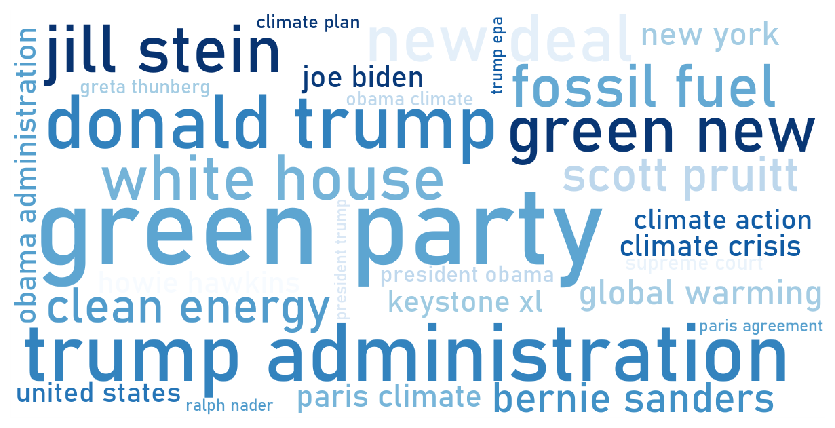 climate plan
new deal
new york
jill stein
joe biden
trump epa
greta thunberg
obama climate
fossil fuel
donald trump
green new
obama administration
white house
scott pruitt
green party
president trump
climate action
climate crisis
supreme court
howie hawkins
president obama
clean energy
keystone xl
global warming
trump administration
paris agreement
united states
paris climate
bernie sanders
ralph nader